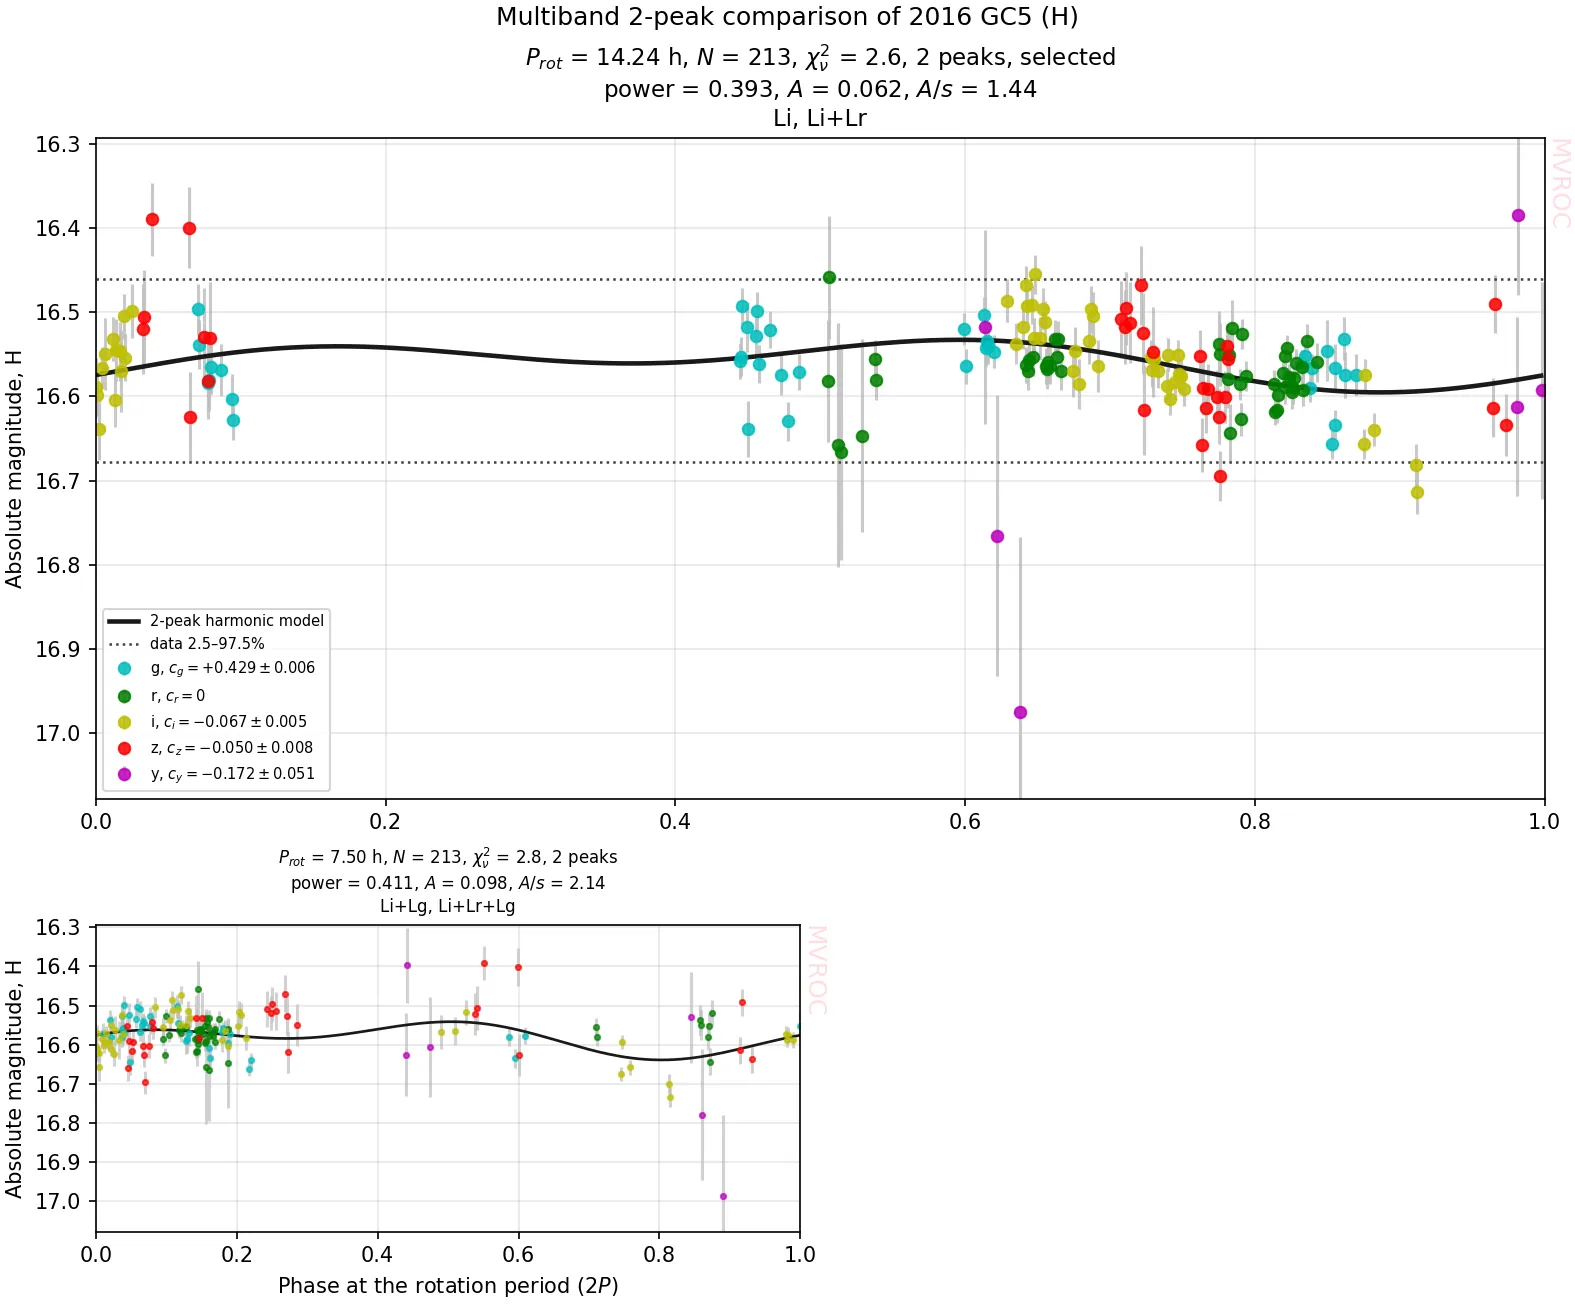 Multiband 2-peak comparison of 2016 GC5 (H)
P_rot = 14.24 h, N = 213, χ²_ν = 2.6, 2 peaks, selected
power = 0.393, A = 0.062, A/s = 1.44
Li, Li+Lr
MVROC
Absolute magnitude, H
16.3
16.4
16.5
16.6
16.7
16.8
16.9
17.0
2-peak harmonic model
data 2.5–97.5%
g, c_g = +0.429 ± 0.006
r, c_r = 0
i, c_i = −0.067 ± 0.005
z, c_z = −0.050 ± 0.008
y, c_y = −0.172 ± 0.051
0.0 0.2 0.4 0.6 0.8 1.0
P_rot = 7.50 h, N = 213, χ²_ν = 2.8, 2 peaks
power = 0.411, A = 0.098, A/s = 2.14
Li+Lg, Li+Lr+Lg
MVROC
Absolute magnitude, H
16.3
16.4
16.5
16.6
16.7
16.8
16.9
17.0
0.0 0.2 0.4 0.6 0.8 1.0
Phase at the rotation period (2P)